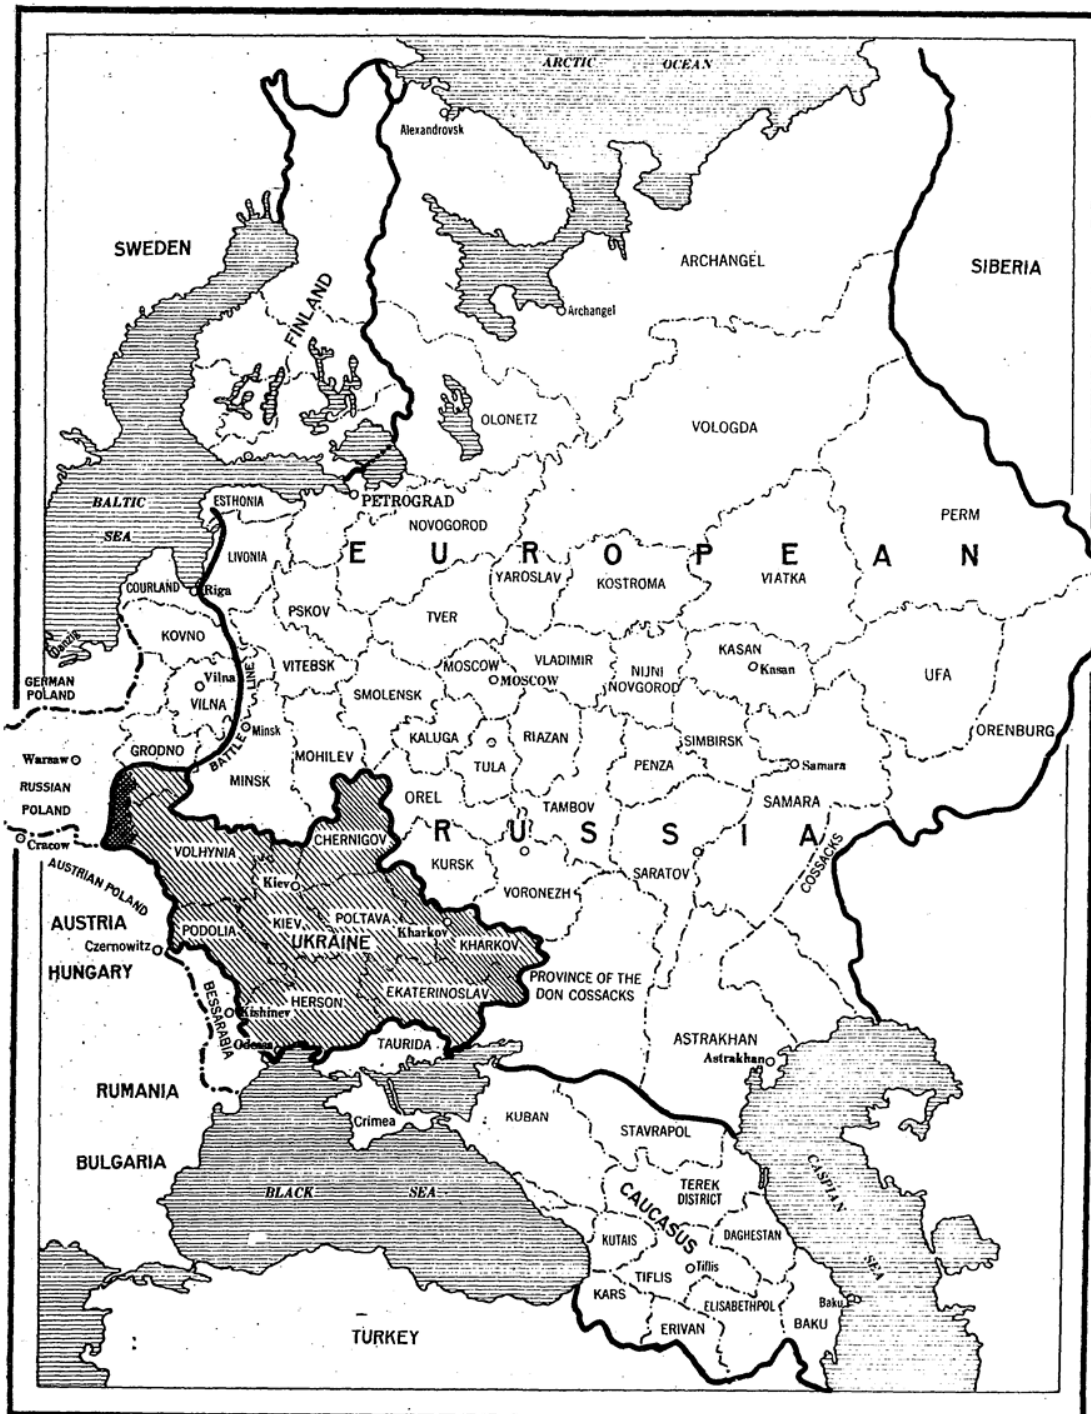 ARCTIC OCEAN
Alexandrovsk
SWEDEN
ARCHANGEL
SIBERIA
Archangel
FINLAND
OLONETZ
VOLOGDA
BALTIC
SEA
ESTHONIA
PETROGRAD
NOVOGOROD
PERM
LIVONIA
EUROPEAN
COURLAND
Riga
YAROSLAV
KOSTROMA
VIATKA
PSKOV
TVER
Danzig
KOVNO
VITEBSK
MOSCOW
MOSCOW
VLADIMIR
NIJNI
NOVGOROD
KASAN
Kasan
UFA
GERMAN
POLAND
Vilna
VILNA
SMOLENSK
BATTLE LINE
Minsk
GRODNO
KALUGA
RIAZAN
SIMBIRSK
ORENBURG
Warsaw
MINSK
MOHILEV
TULA
PENZA
Samara
RUSSIAN
POLAND
OREL
TAMBOV
SAMARA
RUSSIA
Cracow
VOLHYNIA
CHERNIGOV
KURSK
SARATOV
COSSACKS
AUSTRIAN POLAND
Kiev
VORONEZH
AUSTRIA
HUNGARY
Czernowitz
PODOLIA
KIEV
POLTAVA
Kharkov
KHARKOV
UKRAINE
PROVINCE OF THE
DON COSSACKS
BESSARABIA
Kishinev
HERSON
EKATERINOSLAV
Odessa
TAURIDA
ASTRAKHAN
Astrakhan
RUMANIA
Crimea
KUBAN
STAVRAPOL
BULGARIA
BLACK SEA
TEREK
DISTRICT
CASPIAN SEA
CAUCASUS
KUTAIS
DAGHESTAN
TIFLIS
Tiflis
KARS
ELISABETHPOL
Baku
BAKU
ERIVAN
TURKEY